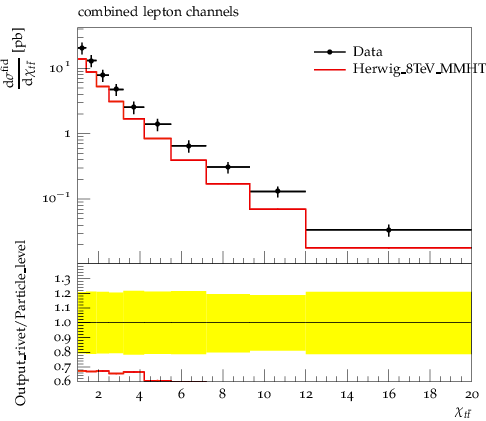 combined lepton channels
dσ^fid/dχ_tt̄ [pb]
Data
Herwig_8TeV_MMHT
10^1
1
10^−1
Output_rivet/Particle_level
1.3
1.2
1.1
1.0
0.9
0.8
0.7
0.6
2 4 6 8 10 12 14 16 18 20
χ_tt̄